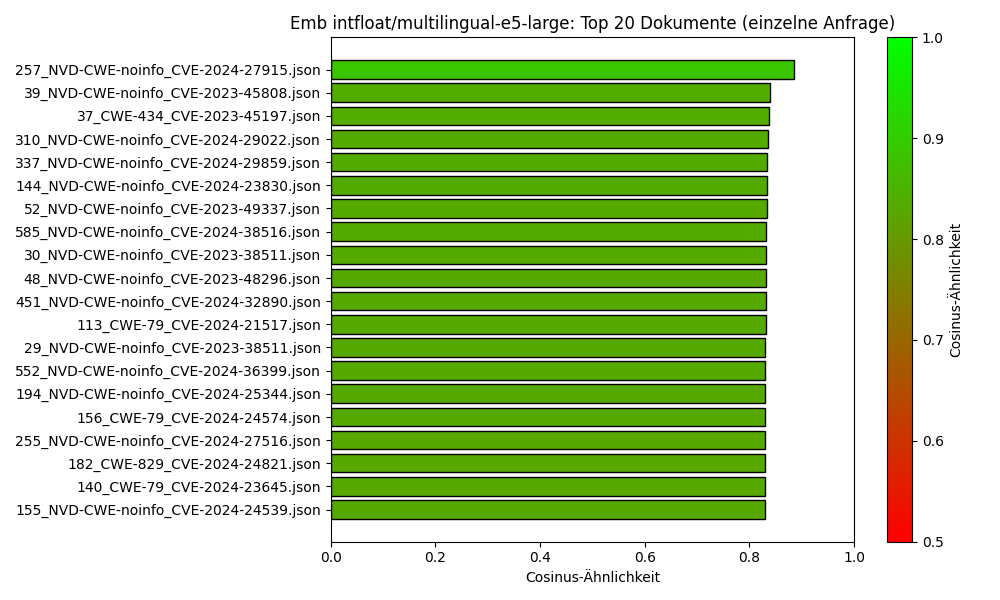 Emb intfloat/multilingual-e5-large: Top 20 Dokumente (einzelne Anfrage)
257_NVD-CWE-noinfo_CVE-2024-27915.json
39_NVD-CWE-noinfo_CVE-2023-45808.json
37_CWE-434_CVE-2023-45197.json
310_NVD-CWE-noinfo_CVE-2024-29022.json
337_NVD-CWE-noinfo_CVE-2024-29859.json
144_NVD-CWE-noinfo_CVE-2024-23830.json
52_NVD-CWE-noinfo_CVE-2023-49337.json
585_NVD-CWE-noinfo_CVE-2024-38516.json
30_NVD-CWE-noinfo_CVE-2023-38511.json
48_NVD-CWE-noinfo_CVE-2023-48296.json
451_NVD-CWE-noinfo_CVE-2024-32890.json
113_CWE-79_CVE-2024-21517.json
29_NVD-CWE-noinfo_CVE-2023-38511.json
552_NVD-CWE-noinfo_CVE-2024-36399.json
194_NVD-CWE-noinfo_CVE-2024-25344.json
156_CWE-79_CVE-2024-24574.json
255_NVD-CWE-noinfo_CVE-2024-27516.json
182_CWE-829_CVE-2024-24821.json
140_CWE-79_CVE-2024-23645.json
155_NVD-CWE-noinfo_CVE-2024-24539.json
0.0 0.2 0.4 0.6 0.8 1.0
Cosinus-Ähnlichkeit
1.0
0.9
0.8
0.7
0.6
0.5
Cosinus-Ähnlichkeit